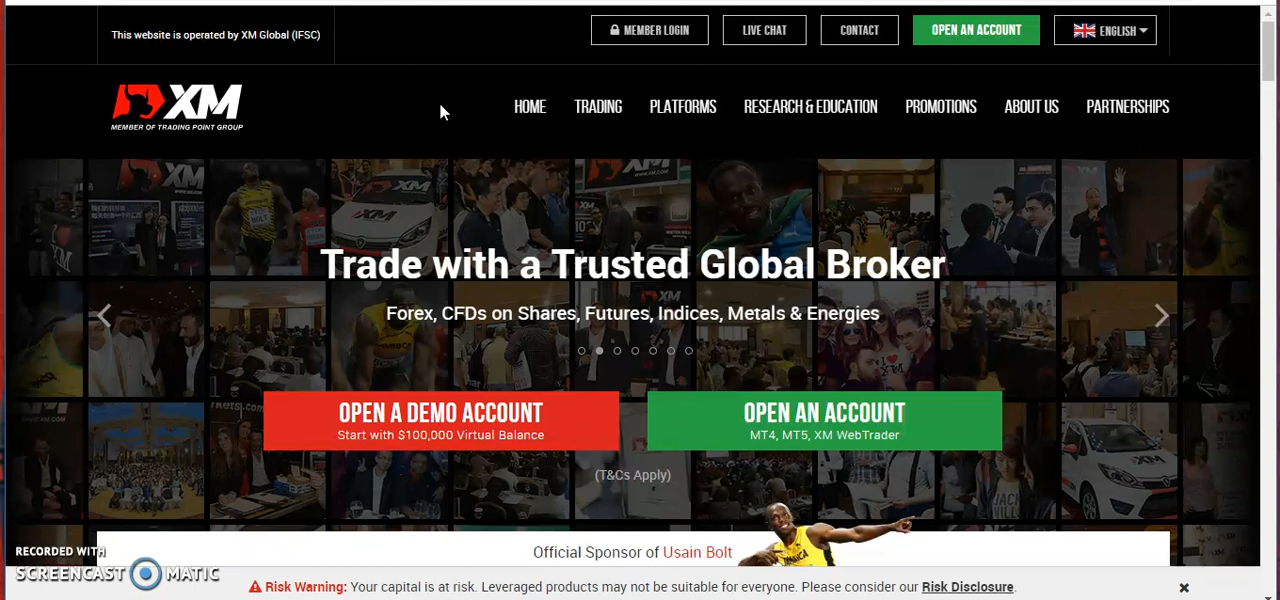 This website is operated by XM Global (IFSC)
MEMBER LOGIN
LIVE CHAT
CONTACT
OPEN AN ACCOUNT
ENGLISH
XM
MEMBER OF TRADING POINT GROUP
HOME
TRADING
PLATFORMS
RESEARCH & EDUCATION
PROMOTIONS
ABOUT US
PARTNERSHIPS
Trade with a Trusted Global Broker
Forex, CFDs on Shares, Futures, Indices, Metals & Energies
OPEN A DEMO ACCOUNT
Start with $100,000 Virtual Balance
OPEN AN ACCOUNT
MT4, MT5, XM WebTrader
(T&Cs Apply)
Official Sponsor of Usain Bolt
RECORDED WITH
SCREENCAST MATIC
Risk Warning: Your capital is at risk. Leveraged products may not be suitable for everyone. Please consider our Risk Disclosure.